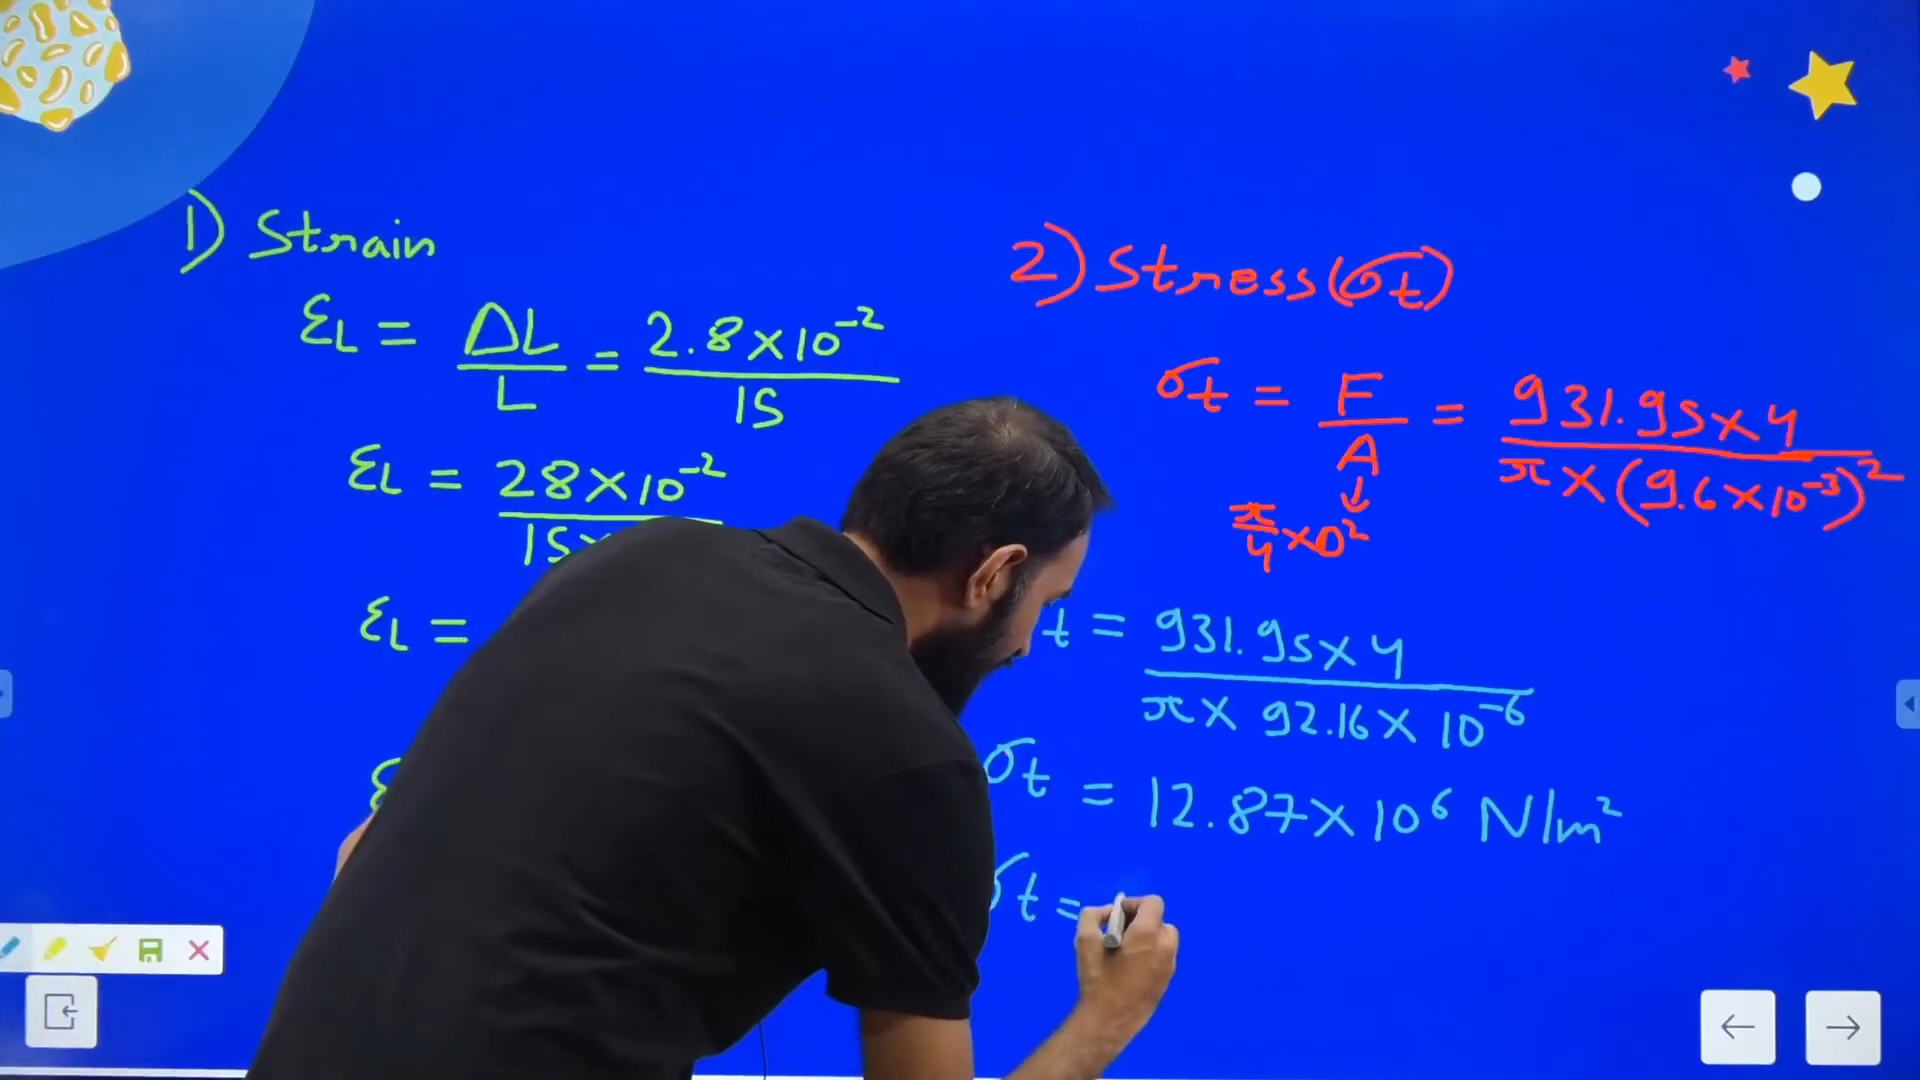 1) Strain
εL = ΔL/L = 2.8×10⁻²/15
εL = 28×10⁻²/15×
εL =
ε
2) Stress (σt)
σt = F/A = 931.95×4/π×(9.6×10⁻³)²
↓
π/4×D²
t = 931.95×4/π×92.16×10⁻⁶
σt = 12.87×10⁶ N/m²
σt =